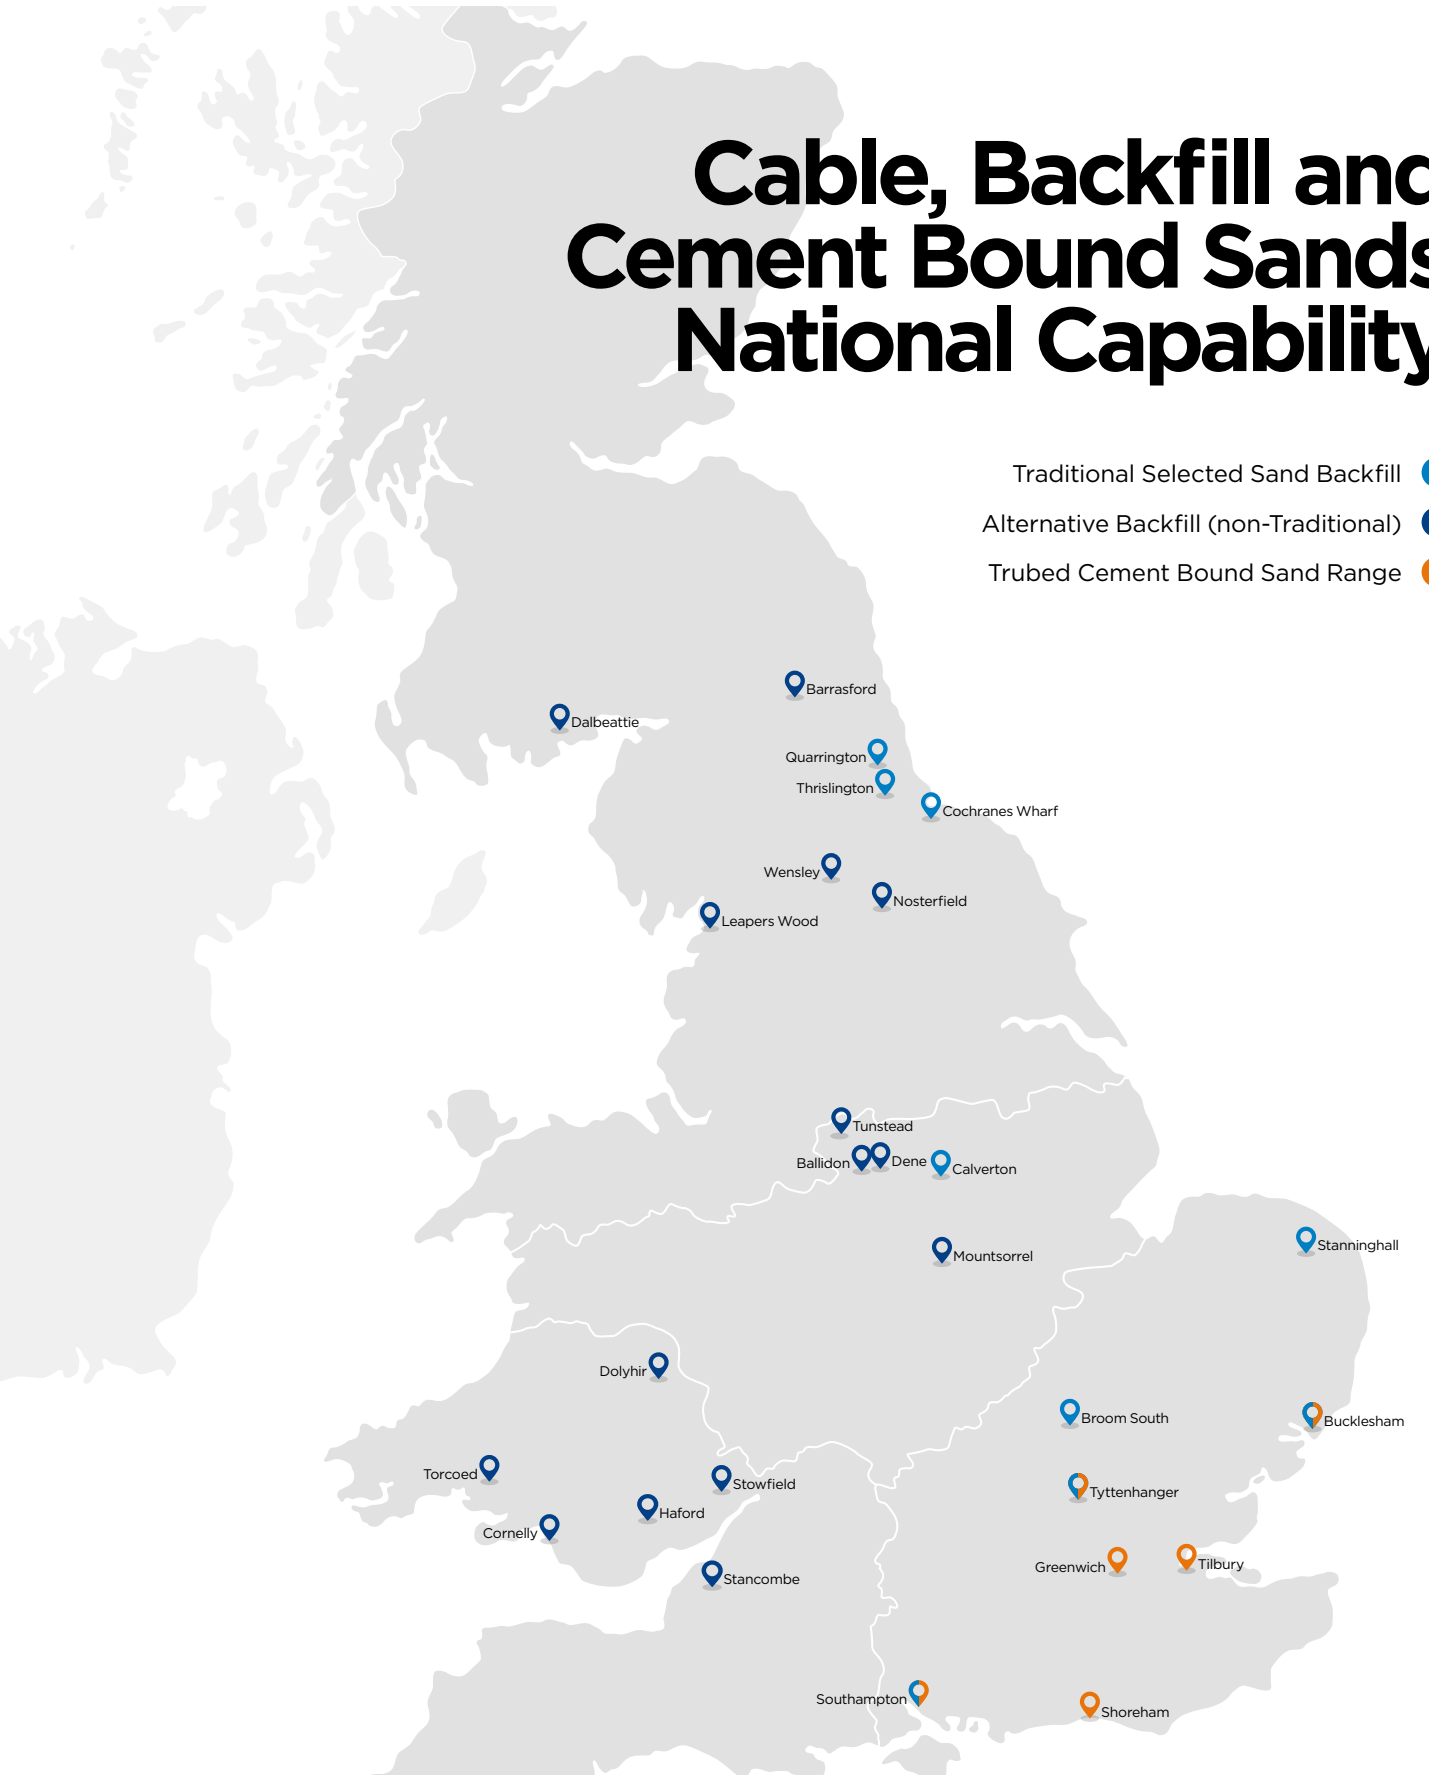 Cable, Backfill and
Cement Bound Sands
National Capability
Traditional Selected Sand Backfill
Alternative Backfill (non-Traditional)
Trubed Cement Bound Sand Range
Barrasford
Dalbeattie
Quarrington
Thrislington
Cochranes Wharf
Wensley
Nosterfield
Leapers Wood
Tunstead
Ballidon
Dene
Calverton
Stanninghall
Mountsorrel
Dolyhir
Broom South
Bucklesham
Torcoed
Stowfield
Tyttenhanger
Haford
Cornelly
Greenwich
Tilbury
Stancombe
Southampton
Shoreham